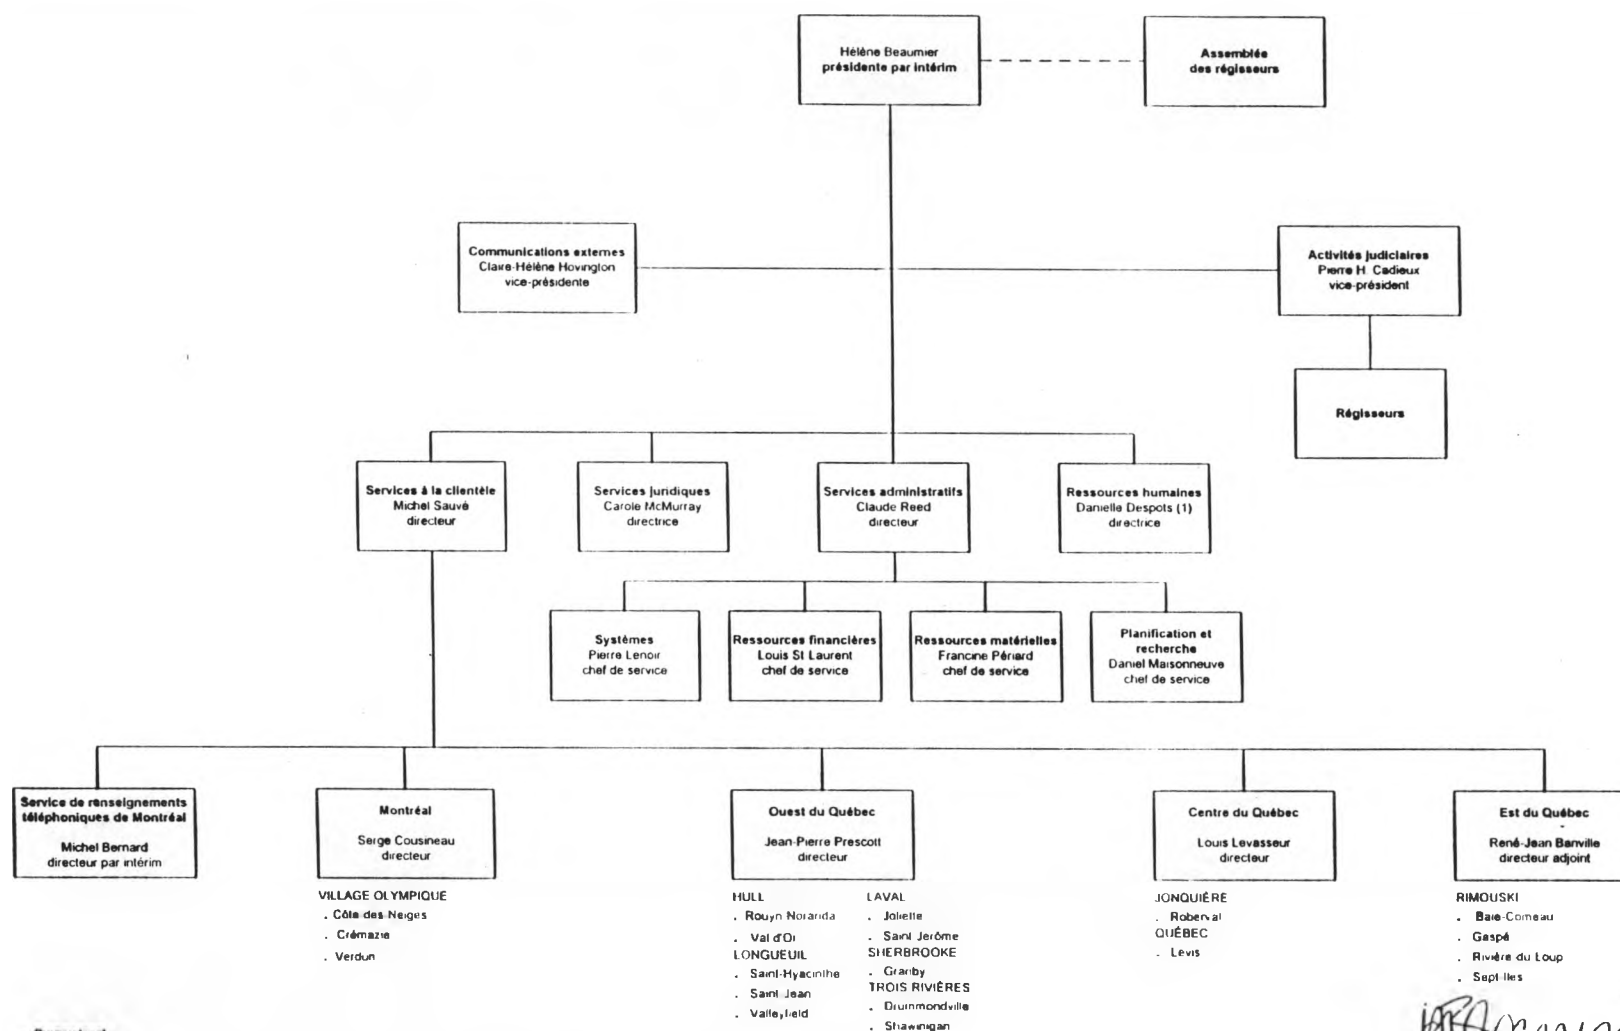 Hélène Beaumier
présidente par intérim
Assemblée
des régisseurs
Communications externes
Claire-Hélène Hovington
vice-présidente
Activités judiciaires
Pierre H. Cadieux
vice-président
Régisseurs
Services à la clientèle
Michel Sauvé
directeur
Services juridiques
Carole McMurray
directrice
Services administratifs
Claude Reed
directeur
Ressources humaines
Danielle Despots (1)
directrice
Systèmes
Pierre Lenoir
chef de service
Ressources financières
Louis St Laurent
chef de service
Ressources matérielles
Francine Périard
chef de service
Planification et
recherche
Daniel Maisonneuve
chef de service
Service de renseignements
téléphoniques de Montréal
Michel Bernard
directeur par intérim
Montréal
Serge Cousineau
directeur
Ouest du Québec
Jean-Pierre Prescott
directeur
Centre du Québec
Louis Levasseur
directeur
Est du Québec
René-Jean Banville
directeur adjoint
VILLAGE OLYMPIQUE
. Côte des Neiges
. Crémazie
. Verdun
HULL
. Rouyn Noranda
. Val d'Or
LONGUEUIL
. Saint-Hyacinthe
. Saint Jean
. Valleyfield
LAVAL
. Joliette
. Saint Jerôme
SHERBROOKE
. Granby
TROIS RIVIÈRES
. Drummondville
. Shawinigan
JONQUIÈRE
. Roberval
QUÉBEC
. Levis
RIMOUSKI
. Baie-Comeau
. Gaspé
. Rivière du Loup
. Sept Iles